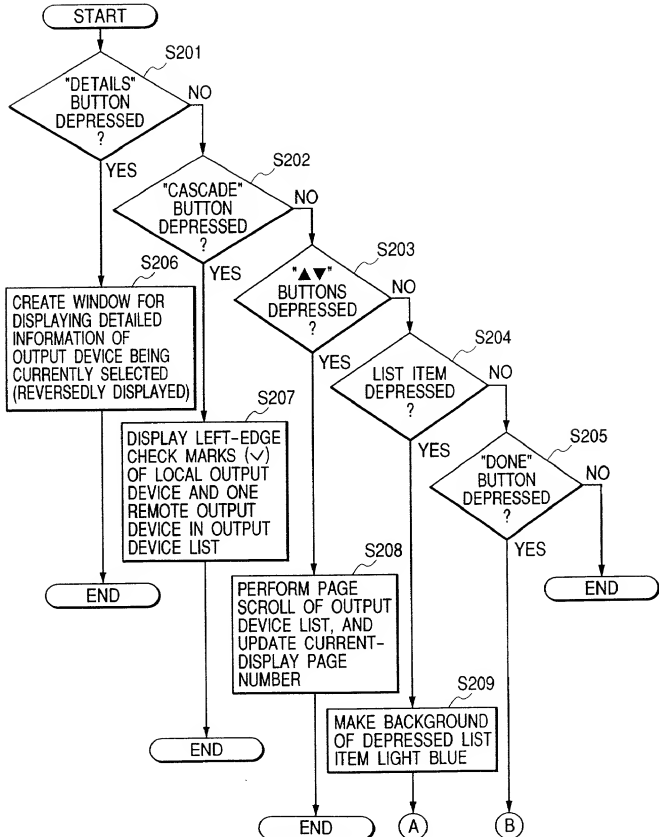 START
S201
"DETAILS"
BUTTON
DEPRESSED
?
NO
YES
S202
"CASCADE"
BUTTON
DEPRESSED
?
NO
YES
S203
"▲▼"
BUTTONS
DEPRESSED
?
NO
YES
S204
LIST ITEM
DEPRESSED
?
NO
YES
S205
"DONE"
BUTTON
DEPRESSED
?
NO
YES
S206
CREATE WINDOW FOR
DISPLAYING DETAILED
INFORMATION OF
OUTPUT DEVICE BEING
CURRENTLY SELECTED
(REVERSEDLY DISPLAYED)
END
S207
DISPLAY LEFT-EDGE
CHECK MARKS (✓)
OF LOCAL OUTPUT
DEVICE AND ONE
REMOTE OUTPUT
DEVICE IN OUTPUT
DEVICE LIST
END
S208
PERFORM PAGE
SCROLL OF OUTPUT
DEVICE LIST, AND
UPDATE CURRENT-
DISPLAY PAGE
NUMBER
END
S209
MAKE BACKGROUND
OF DEPRESSED LIST
ITEM LIGHT BLUE
A
B
END